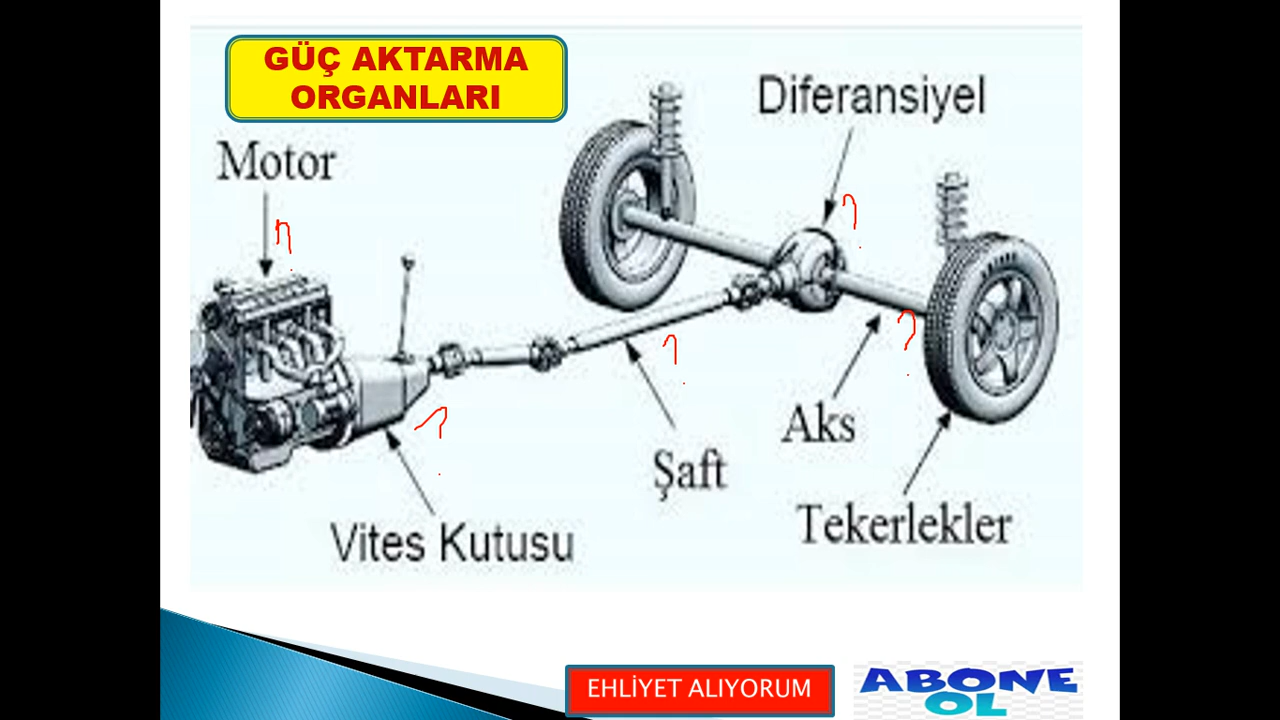 GÜÇ AKTARMA
ORGANLARI
Diferansiyel
Motor
?
?
?
?
?
Aks
Şaft
Tekerlekler
Vites Kutusu
EHLİYET ALIYORUM
ABONE
OL